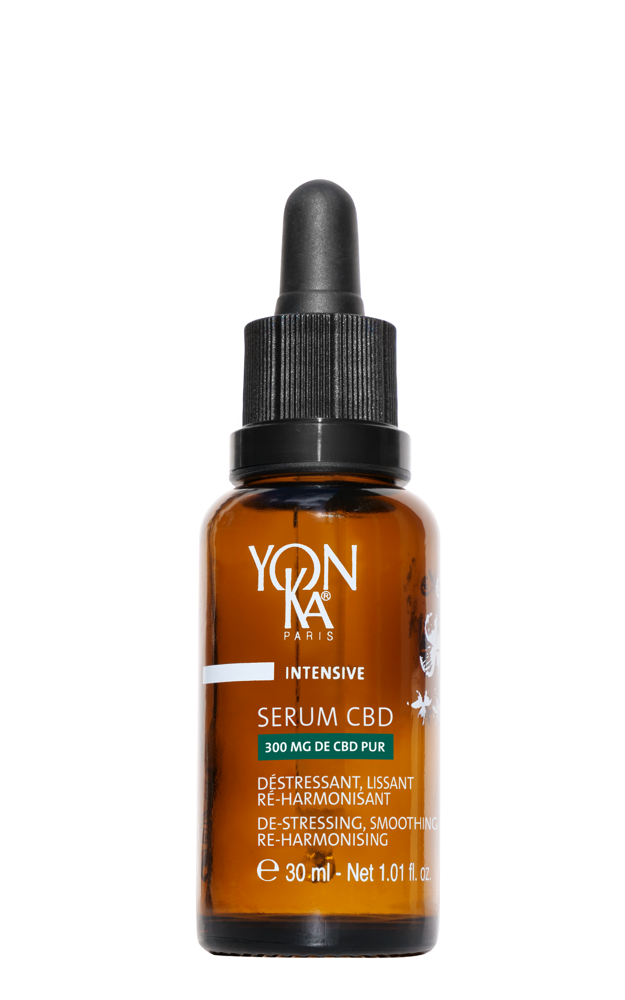 YON
KA®
PARIS
INTENSIVE
SERUM CBD
300 MG DE CBD PUR
DÉSTRESSANT, LISSANT
RÉ-HARMONISANT
DE-STRESSING, SMOOTHING
RE-HARMONISING
℮ 30 ml - Net 1.01 fl. oz.